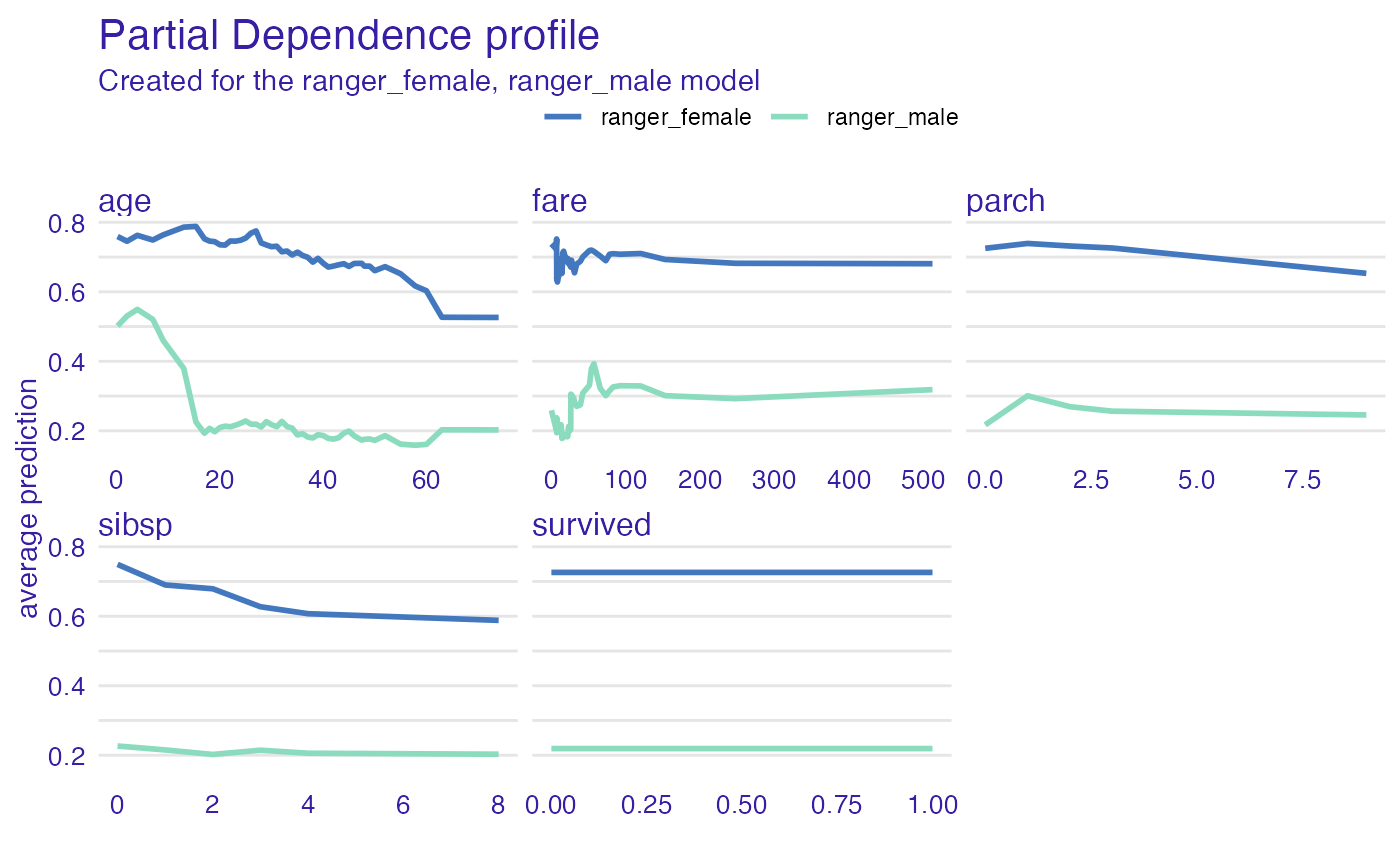 Partial Dependence profile
Created for the ranger_female, ranger_male model
ranger_female ranger_male
age fare parch
0.8
0.6
0.4
0.2
0 20 40 60 0 100 200 300 400 500 0.0 2.5 5.0 7.5
average prediction
sibsp survived
0.8
0.6
0.4
0.2
0 2 4 6 8 0.00 0.25 0.50 0.75 1.00